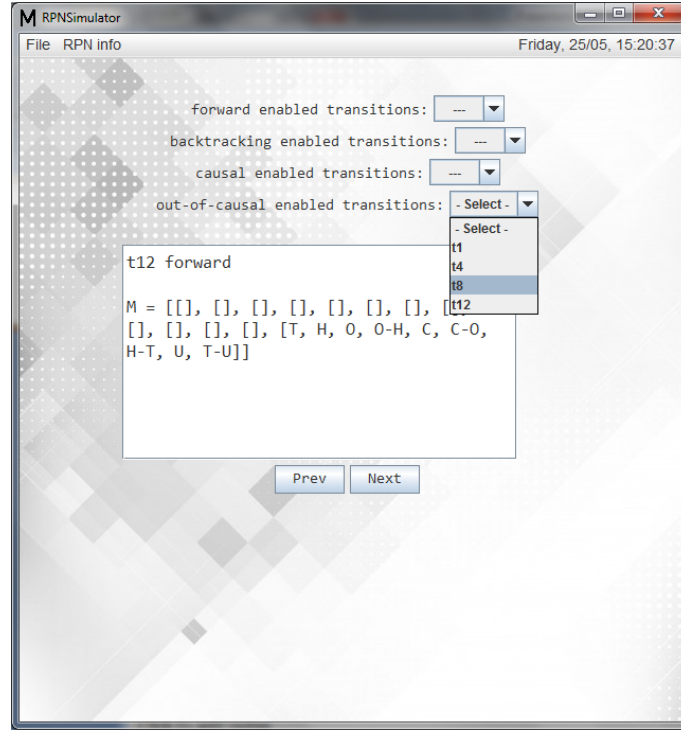 M RPNSimulator
File RPN info Friday, 25/05, 15:20:37
forward enabled transitions: ---
backtracking enabled transitions: ---
causal enabled transitions: ---
out-of-causal enabled transitions: - Select -
- Select -
t1
t4
t8
t12
t12 forward
M = [[], [], [], [], [], [], [],
[], [], [], [], [T, H, O, O-H, C, C-O,
H-T, U, T-U]]
Prev Next